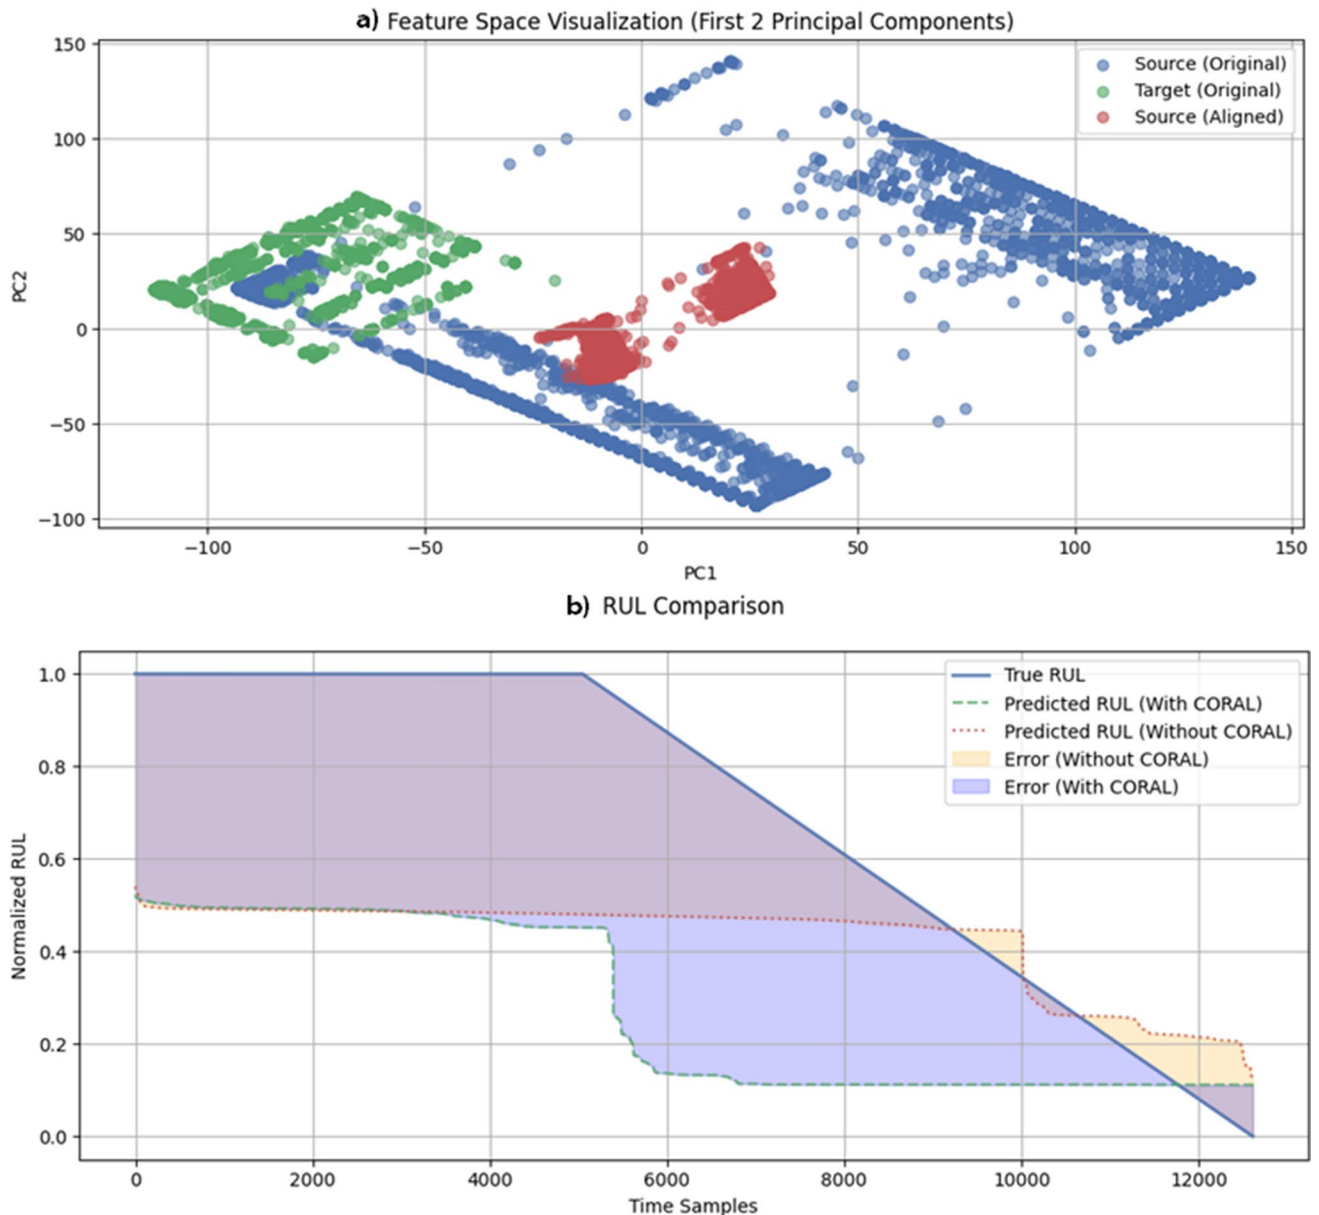 a) Feature Space Visualization (First 2 Principal Components)
150
100
50
0
−50
−100
PC2
Source (Original)
Target (Original)
Source (Aligned)
−100 −50 0 50 100 150
PC1
b) RUL Comparison
1.0
0.8
0.6
0.4
0.2
0.0
Normalized RUL
True RUL
Predicted RUL (With CORAL)
Predicted RUL (Without CORAL)
Error (Without CORAL)
Error (With CORAL)
0 2000 4000 6000 8000 10000 12000
Time Samples